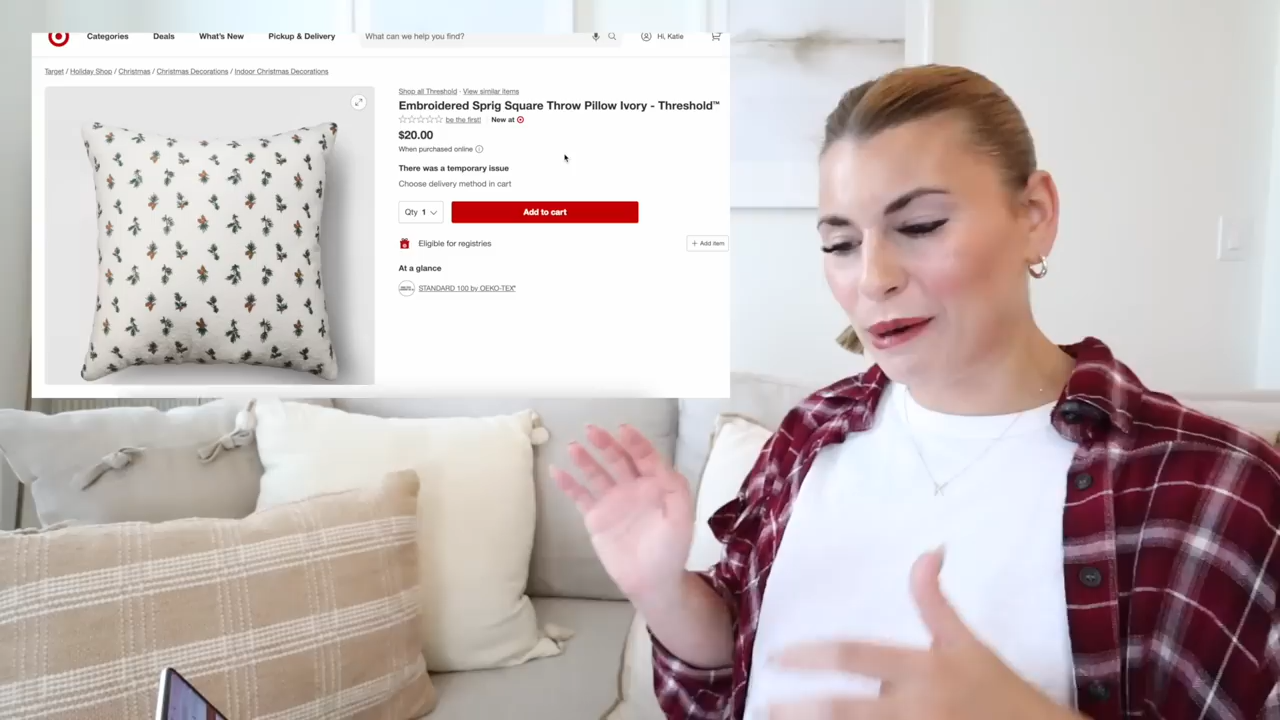 Categories Deals What's New Pickup & Delivery What can we help you find? Hi, Katie
Target / Holiday Shop / Christmas / Christmas Decorations / Indoor Christmas Decorations
Shop all Threshold · View similar items
Embroidered Sprig Square Throw Pillow Ivory - Threshold™
be the first! New at
$20.00
When purchased online
There was a temporary issue
Choose delivery method in cart
Qty 1 Add to cart
Eligible for registries + Add item
At a glance
STANDARD 100 by OEKO-TEX®